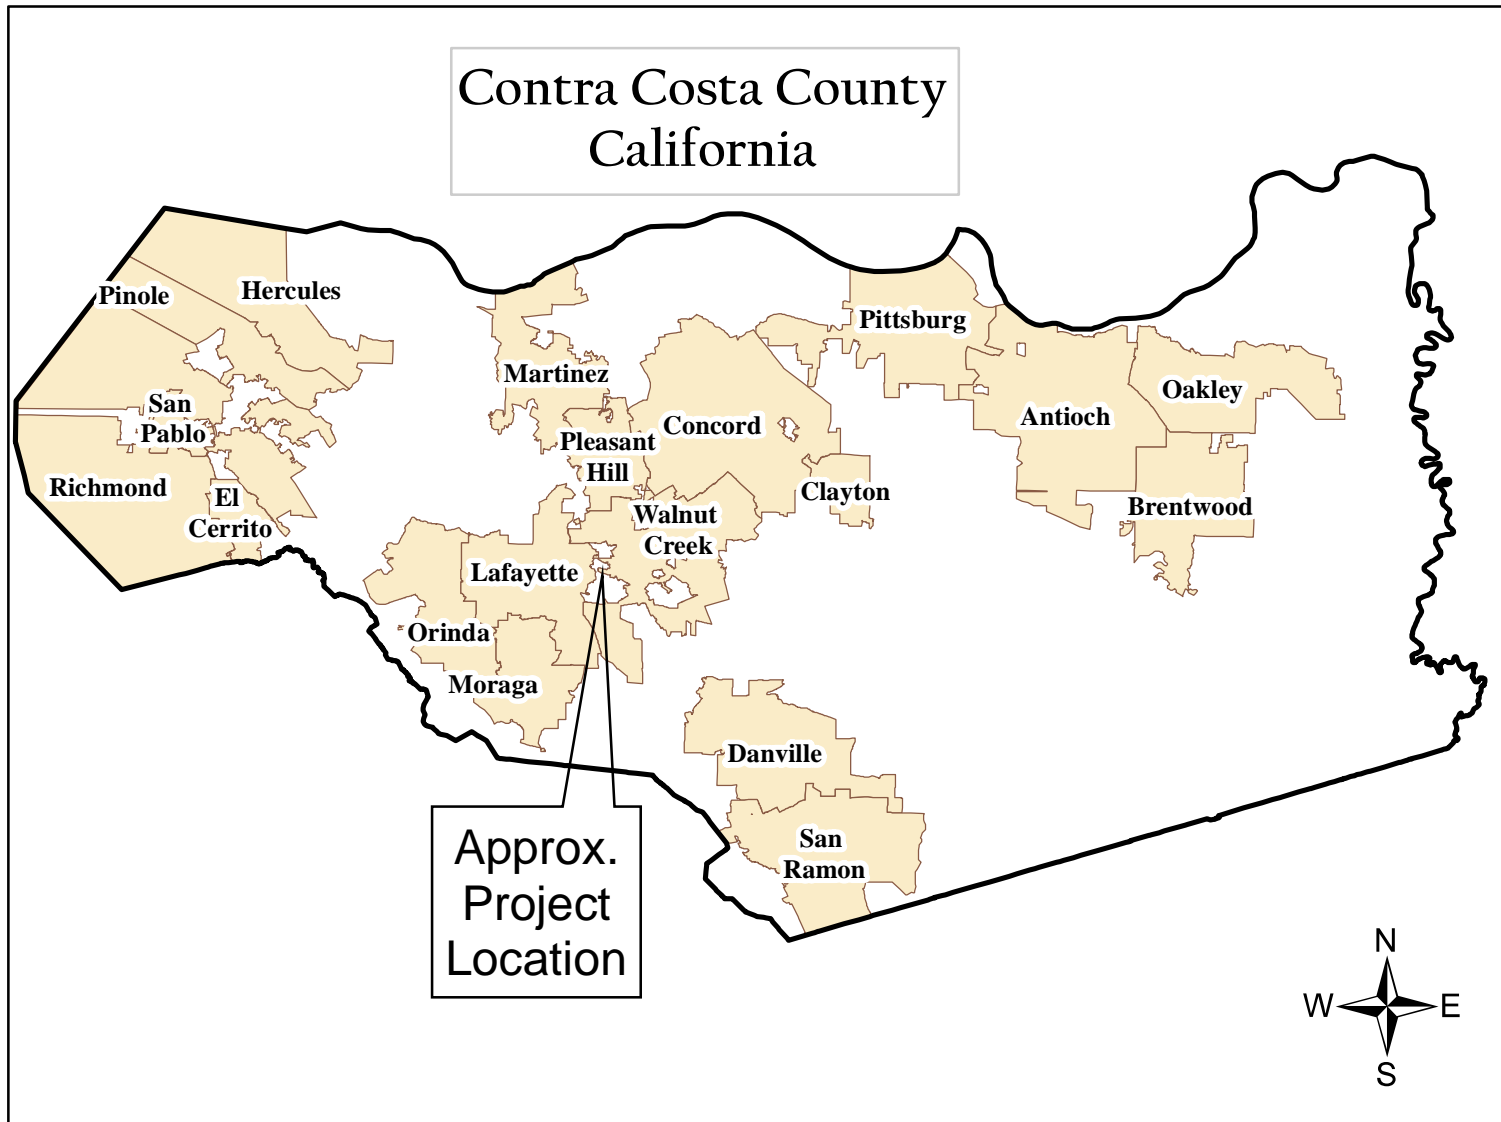 Contra Costa County
California
Hercules
Pinole
Pittsburg
Martinez
Oakley
San
Pablo
Antioch
Concord
Pleasant
Hill
Richmond
El
Cerrito
Clayton
Brentwood
Walnut
Creek
Lafayette
Orinda
Moraga
Danville
San
Ramon
Approx.
Project
Location
N
W
E
S